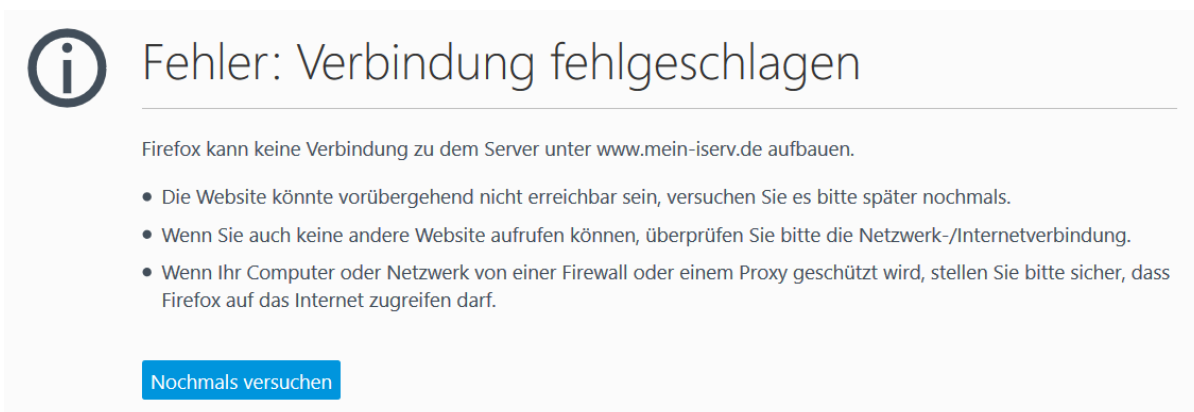 Fehler: Verbindung fehlgeschlagen
Firefox kann keine Verbindung zu dem Server unter www.mein-iserv.de aufbauen.
• Die Website könnte vorübergehend nicht erreichbar sein, versuchen Sie es bitte später nochmals.
• Wenn Sie auch keine andere Website aufrufen können, überprüfen Sie bitte die Netzwerk-/Internetverbindung.
• Wenn Ihr Computer oder Netzwerk von einer Firewall oder einem Proxy geschützt wird, stellen Sie bitte sicher, dass
Firefox auf das Internet zugreifen darf.
Nochmals versuchen